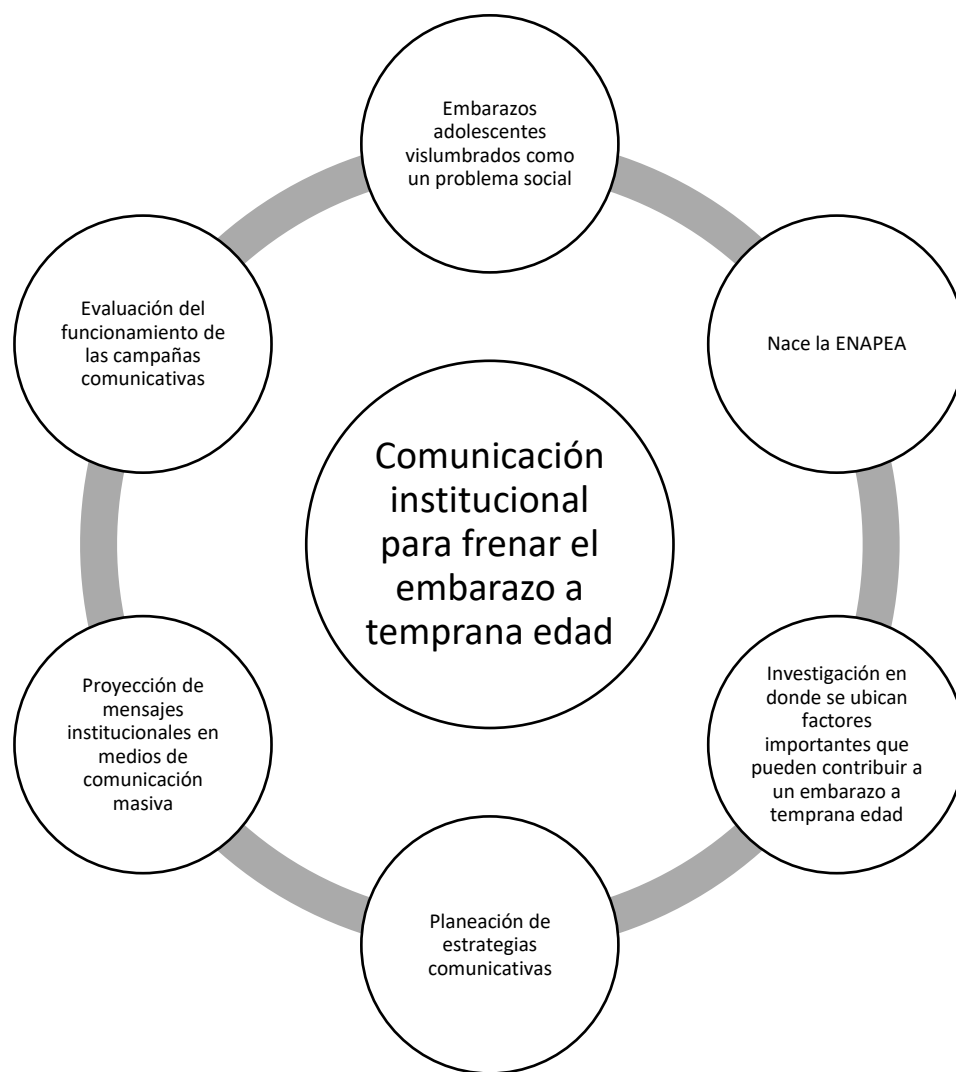 Embarazos
adolescentes
vislumbrados como
un problema social
Nace la ENAPEA
Investigación en
donde se ubican
factores
importantes que
pueden contribuir a
un embarazo a
temprana edad
Planeación de
estrategias
comunicativas
Proyección de
mensajes
institucionales en
medios de
comunicación
masiva
Evaluación del
funcionamiento de
las campañas
comunicativas
Comunicación
institucional
para frenar el
embarazo a
temprana edad